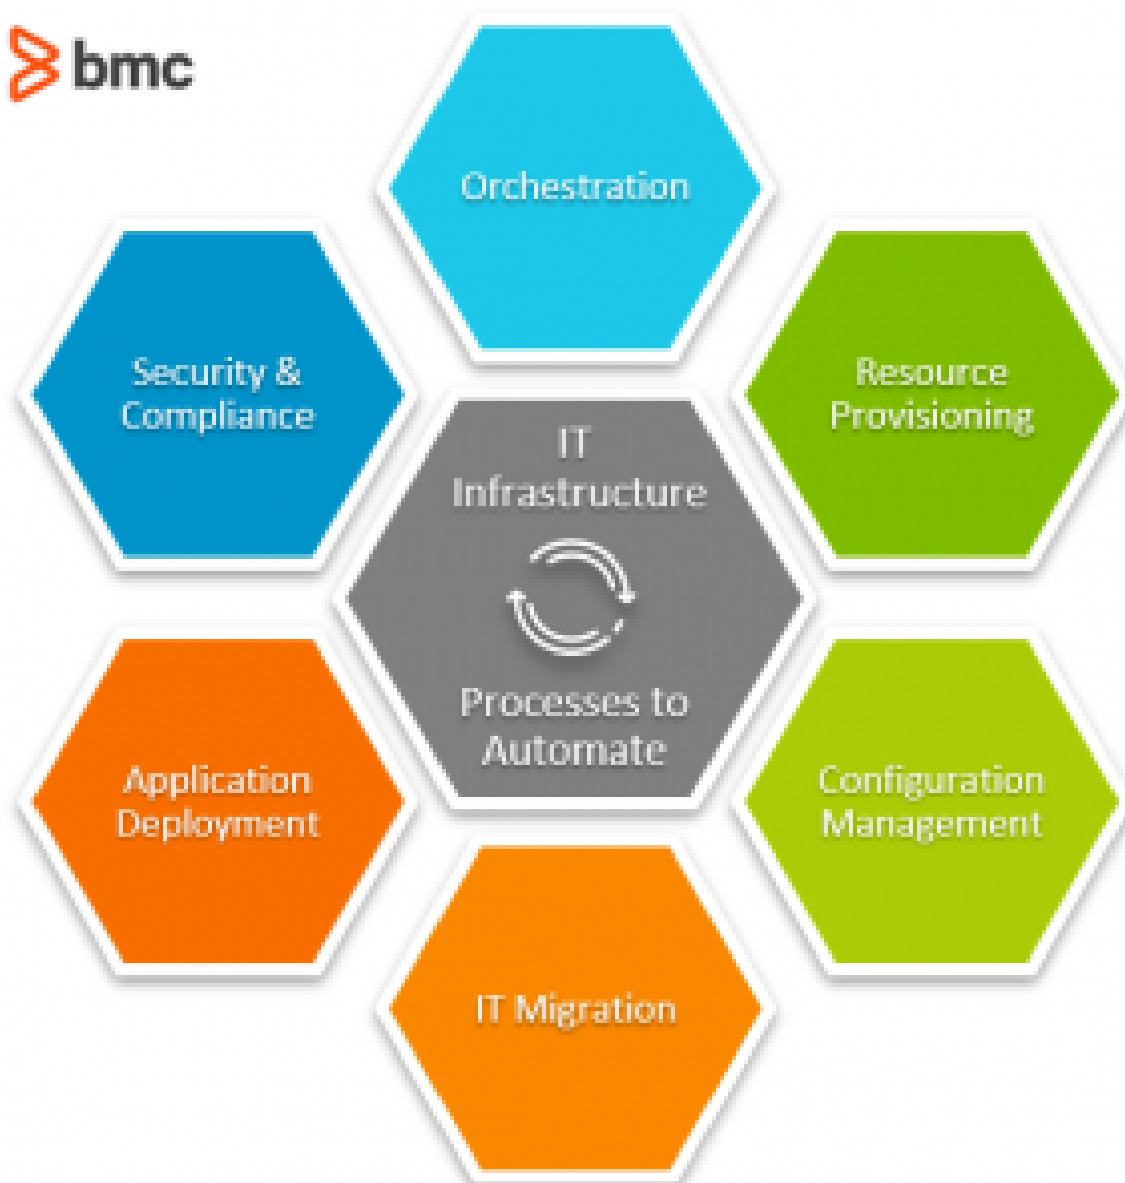 bmc
Orchestration
Security &
Compliance
Resource
Provisioning
IT
Infrastructure
Processes to
Automate
Application
Deployment
Configuration
Management
IT Migration